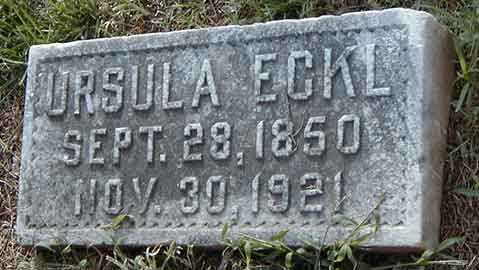 URSULA ECKL
SEPT. 28, 1850
NOV. 30, 1921